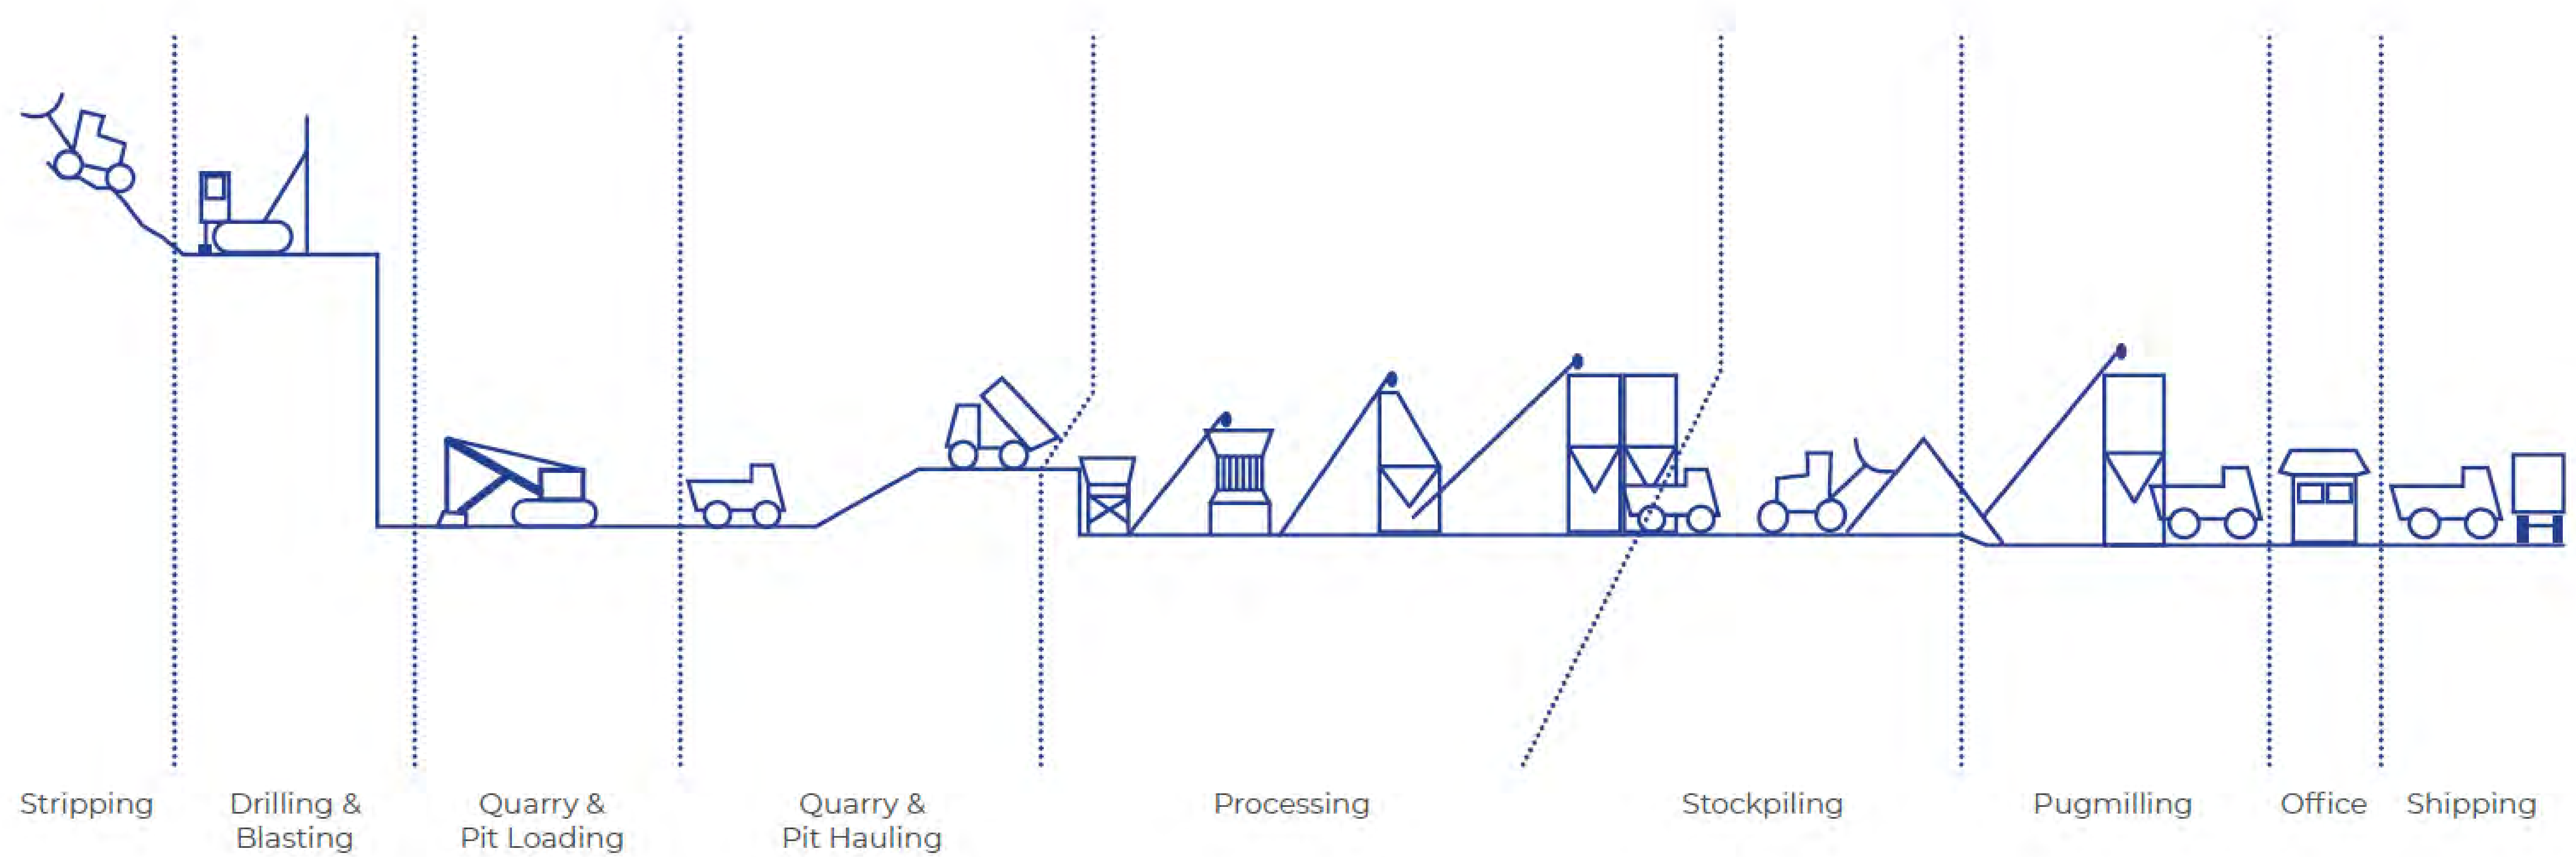 Stripping
Drilling &
Blasting
Quarry &
Pit Loading
Quarry &
Pit Hauling
Processing
Stockpiling
Pugmilling
Office
Shipping